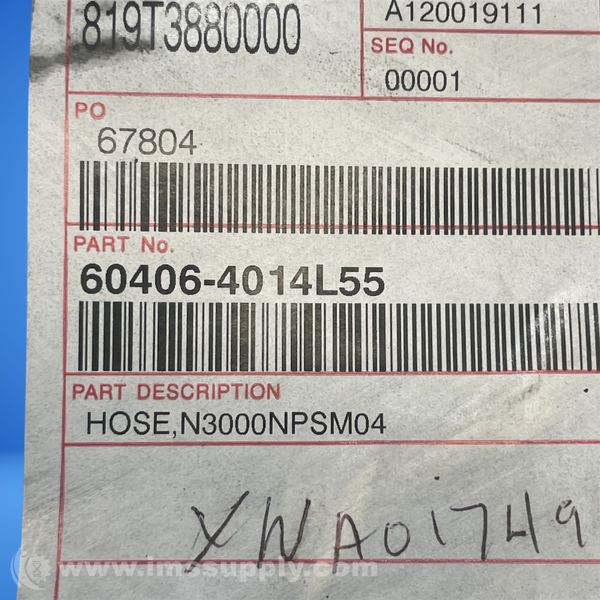 819T3880000
A120019111
SEQ No.
00001
PO
67804
PART No.
60406-4014L55
PART DESCRIPTION
HOSE,N3000NPSM04
XWA01749
www.imssupply.com